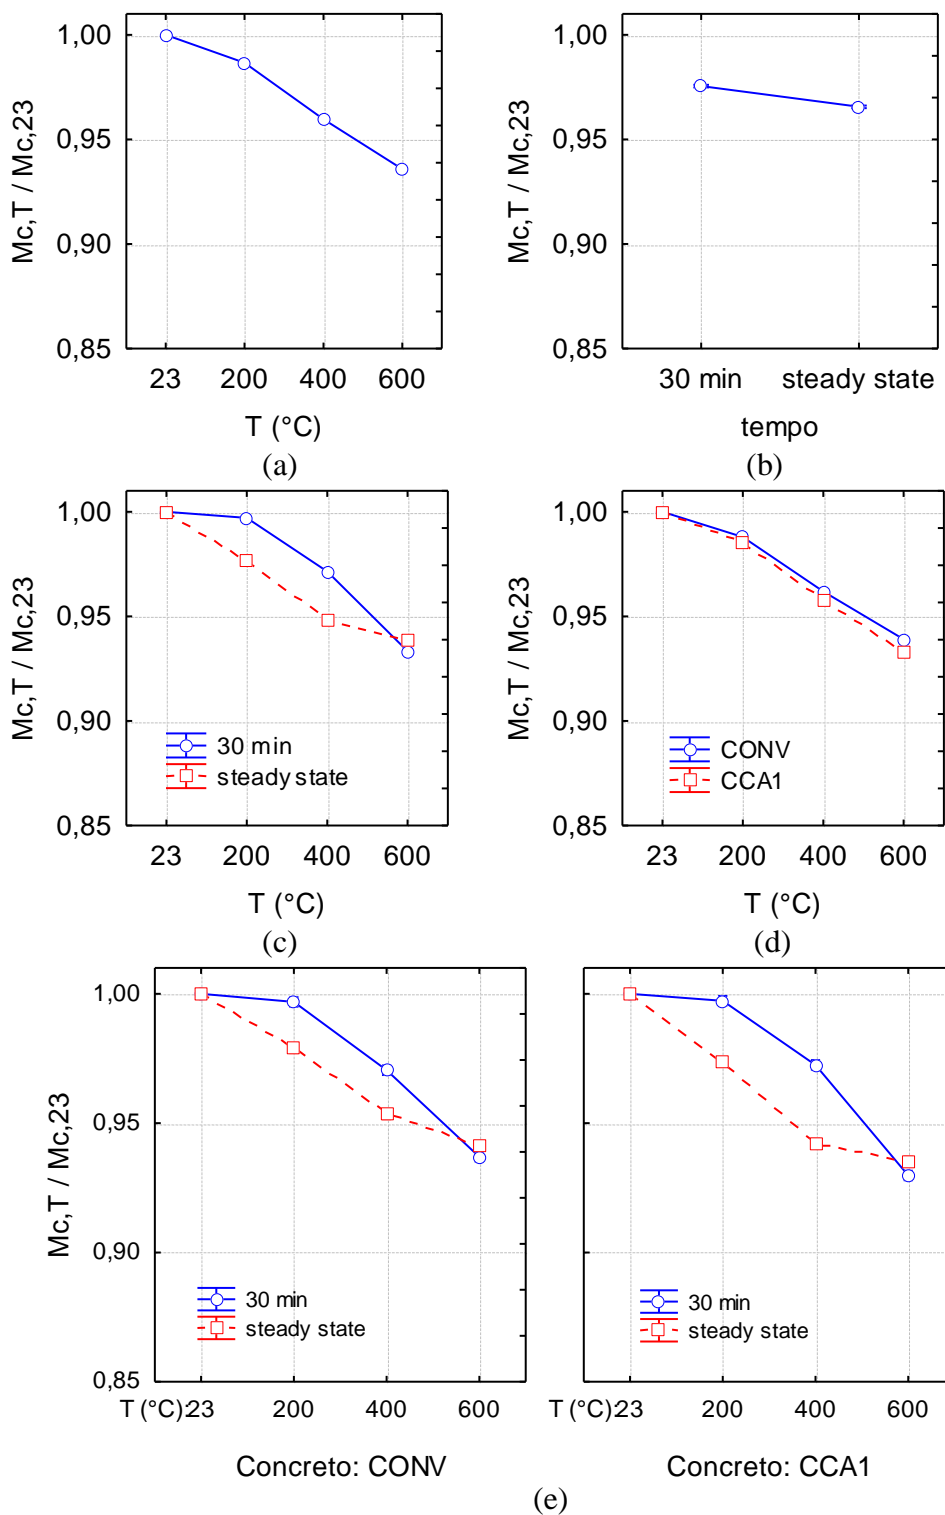 1,00
0,95
0,90
0,85
Mc,T / Mc,23
23 200 400 600
T (°C)
(a)
1,00
0,95
0,90
0,85
Mc,T / Mc,23
30 min steady state
tempo
(b)
1,00
0,95
0,90
0,85
Mc,T / Mc,23
30 min
steady state
23 200 400 600
T (°C)
(c)
1,00
0,95
0,90
0,85
Mc,T / Mc,23
CONV
CCA1
23 200 400 600
T (°C)
(d)
1,00
0,95
0,90
0,85
Mc,T / Mc,23
30 min
steady state
T (°C):23 200 400 600
Concreto: CONV
30 min
steady state
T (°C):23 200 400 600
Concreto: CCA1
(e)